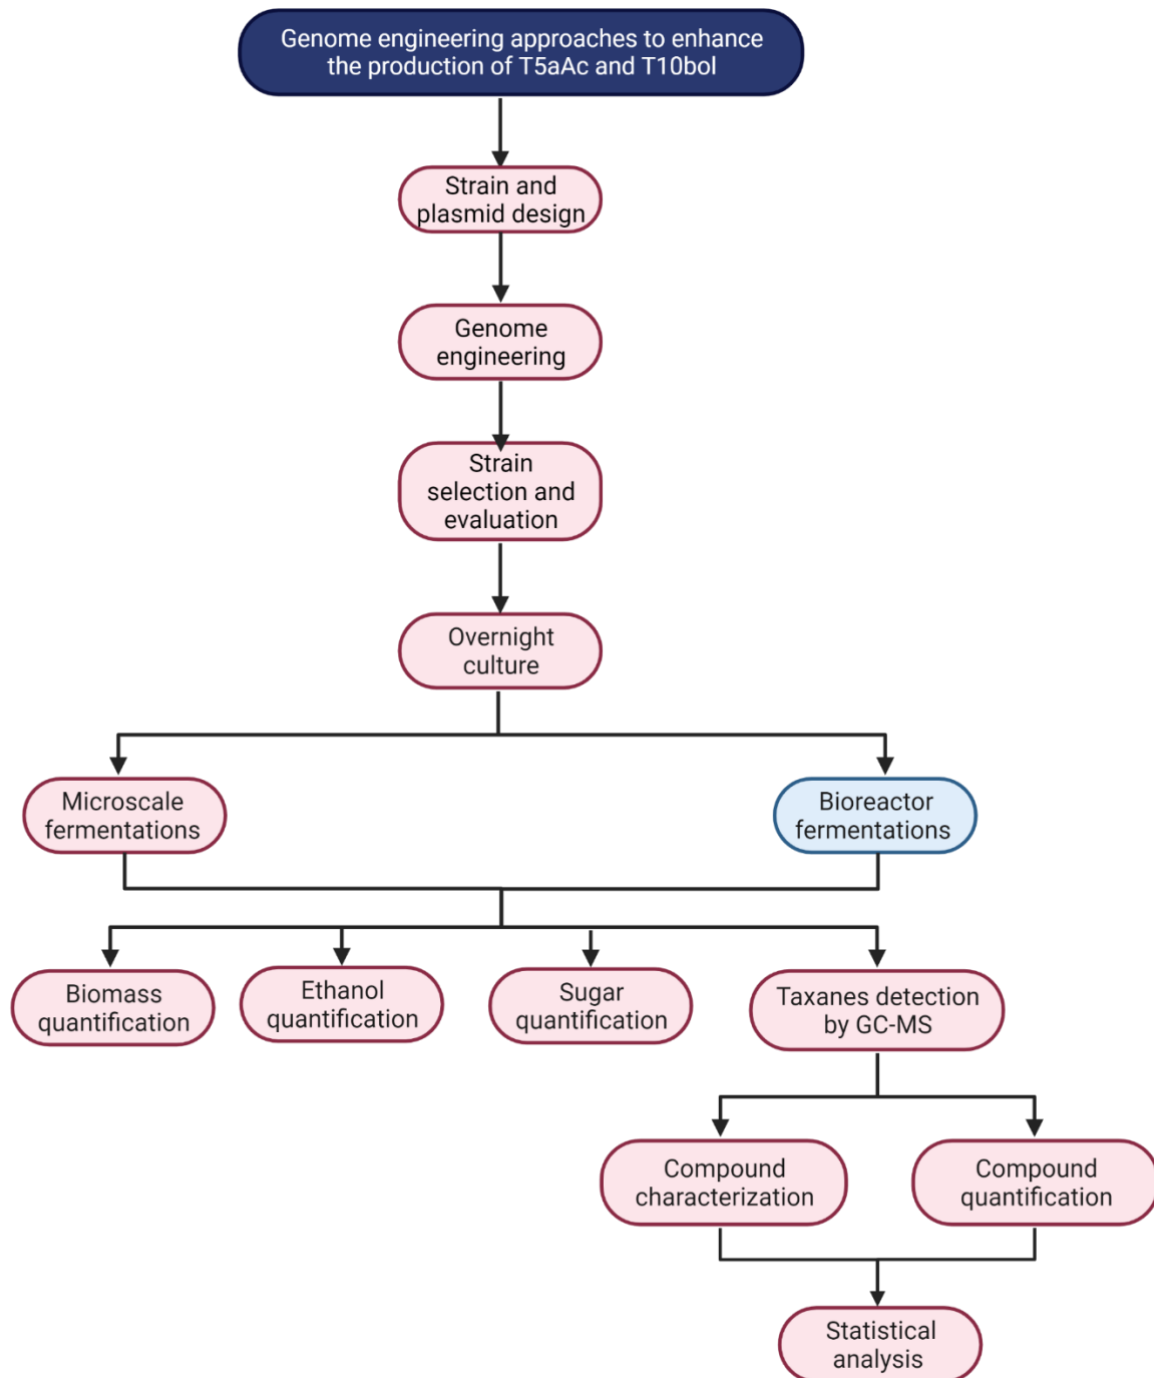 Genome engineering approaches to enhance
the production of T5aAc and T10bol
Strain and
plasmid design
Genome
engineering
Strain
selection and
evaluation
Overnight
culture
Microscale
fermentations
Bioreactor
fermentations
Biomass
quantification
Ethanol
quantification
Sugar
quantification
Taxanes detection
by GC-MS
Compound
characterization
Compound
quantification
Statistical
analysis